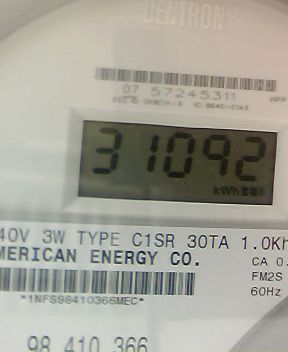 CENTRON®
07 57245311
31092
kWh
40V 3W TYPE C1SR 30TA 1.0Kh
MERICAN ENERGY CO.
CA 0.
FM2S
60Hz
*1NFS98410366MEC*
98 410 366